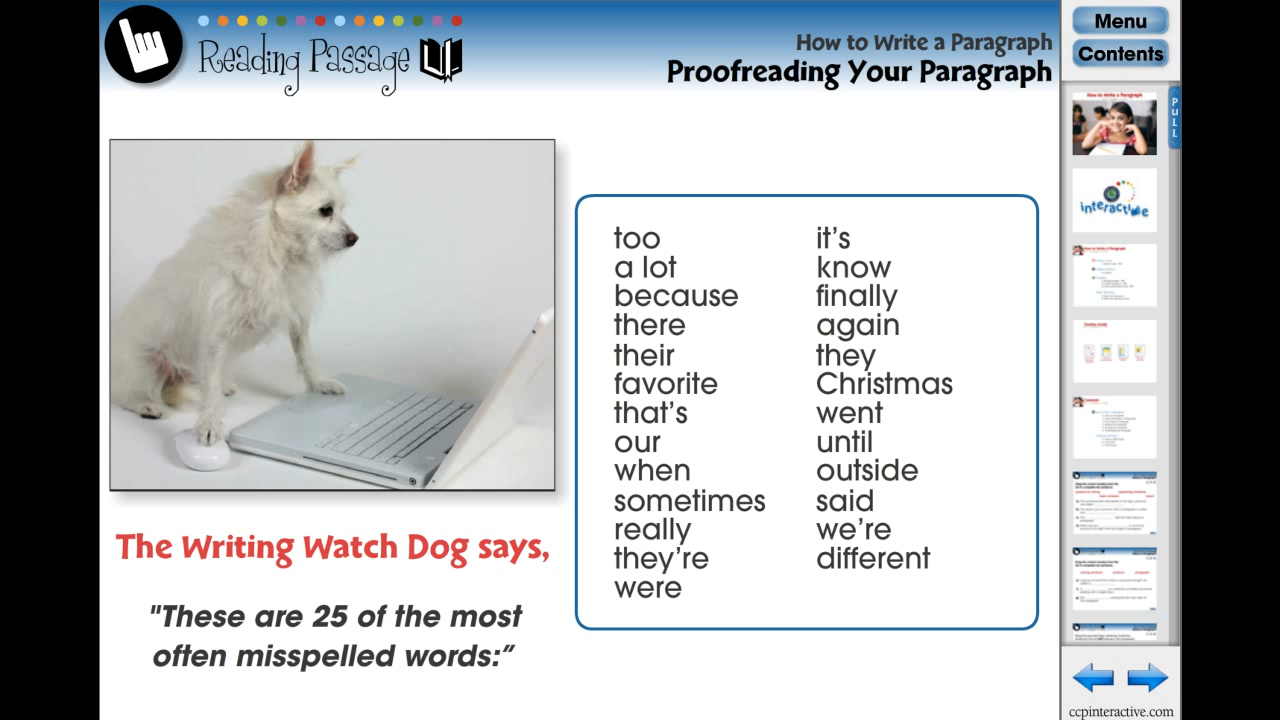 Reading Passage
How to Write a Paragraph
Proofreading Your Paragraph
too
a lot
because
there
their
favorite
that's
our
when
sometimes
really
they're
were
it's
know
finally
again
they
Christmas
went
until
outside
said
we're
different
The Writing Watch Dog says,
"These are 25 of the most
often misspelled words:”
Menu
Contents
PULL
How to Write a Paragraph
interactive
ccpinteractive.com